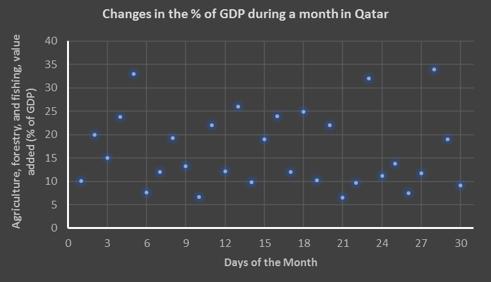 Changes in the % of GDP during a month in Qatar
Agriculture, forestry, and fishing, value
added (% of GDP)
40
35
30
25
20
15
10
5
0
0 3 6 9 12 15 18 21 24 27 30
Days of the Month